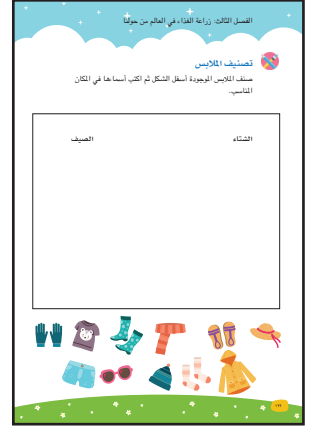 الفصل الثالث: زراعة الغذاء في العالم من حولنا
تصنيف الملابس
صنف الملابس الموجودة أسفل الشكل ثم اكتب أسماءها في المكان
المناسب.
الشتاء
الصيف